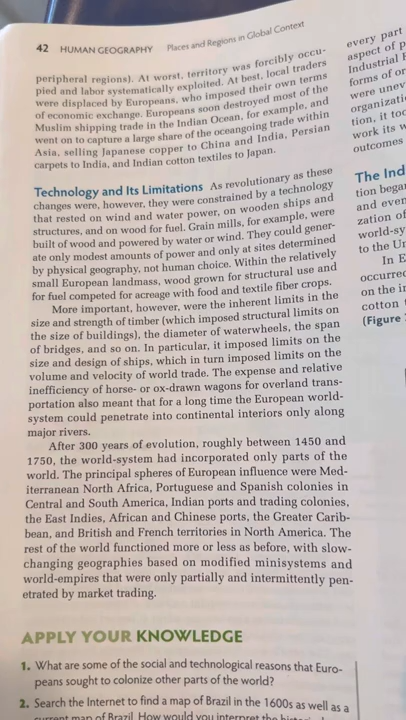 42 HUMAN GEOGRAPHY Places and Regions in Global Context
peripheral regions). At worst, territory was forcibly occu-
pied and labor systematically exploited. At best, local traders
were displaced by Europeans, who imposed their own terms
of economic exchange. Europeans soon destroyed most of the
Muslim shipping trade in the Indian Ocean, for example, and
went on to capture a large share of the oceangoing trade within
Asia, selling Japanese copper to China and India, Persian
carpets to India, and Indian cotton textiles to Japan.
Technology and Its Limitations As revolutionary as these
changes were, however, they were constrained by a technology
that rested on wind and water power, on wooden ships and
structures, and on wood for fuel. Grain mills, for example, were
built of wood and powered by water or wind. They could gener-
ate only modest amounts of power and only at sites determined
by physical geography, not human choice. Within the relatively
small European landmass, wood grown for structural use and
for fuel competed for acreage with food and textile fiber crops.
More important, however, were the inherent limits in the
size and strength of timber (which imposed structural limits on
the size of buildings), the diameter of waterwheels, the span
of bridges, and so on. In particular, it imposed limits on the
size and design of ships, which in turn imposed limits on the
volume and velocity of world trade. The expense and relative
inefficiency of horse- or ox-drawn wagons for overland trans-
portation also meant that for a long time the European world-
system could penetrate into continental interiors only along
major rivers.
After 300 years of evolution, roughly between 1450 and
1750, the world-system had incorporated only parts of the
world. The principal spheres of European influence were Med-
iterranean North Africa, Portuguese and Spanish colonies in
Central and South America, Indian ports and trading colonies,
the East Indies, African and Chinese ports, the Greater Carib-
bean, and British and French territories in North America. The
rest of the world functioned more or less as before, with slow-
changing geographies based on modified minisystems and
world-empires that were only partially and intermittently pen-
etrated by market trading.
APPLY YOUR KNOWLEDGE
1. What are some of the social and technological reasons that Euro-
peans sought to colonize other parts of the world?
2. Search the Internet to find a map of Brazil in the 1600s as well as a
current map of Brazil. How would you interpret the
every part
aspect of
Industrial
forms of
were
tion, it
work its
outcomes
The
tion
and
zation of
to the
In
occurred
on the
cotton
(Figure